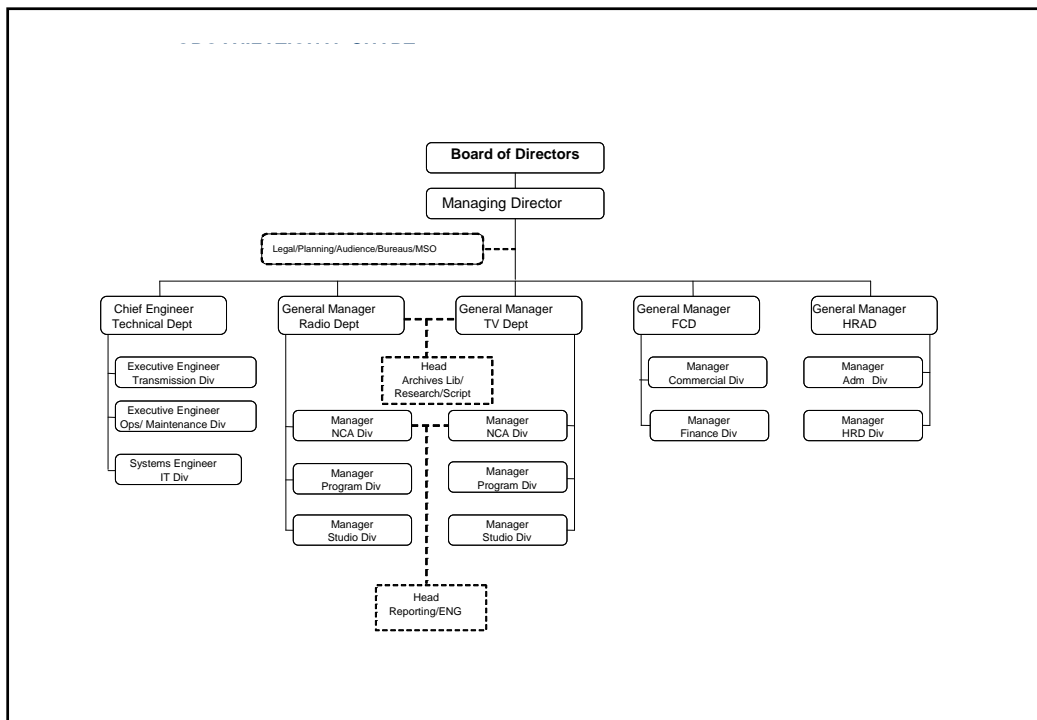 Board of Directors
Managing Director
Legal/Planning/Audience/Bureaus/MSO
Chief Engineer
Technical Dept
General Manager
Radio Dept
General Manager
TV Dept
General Manager
FCD
General Manager
HRAD
Executive Engineer
Transmission Div
Executive Engineer
Ops/ Maintenance Div
Systems Engineer
IT Div
Head
Archives Lib/
Research/Script
Manager
NCA Div
Manager
Program Div
Manager
Studio Div
Manager
NCA Div
Manager
Program Div
Manager
Studio Div
Head
Reporting/ENG
Manager
Commercial Div
Manager
Finance Div
Manager
Adm Div
Manager
HRD Div